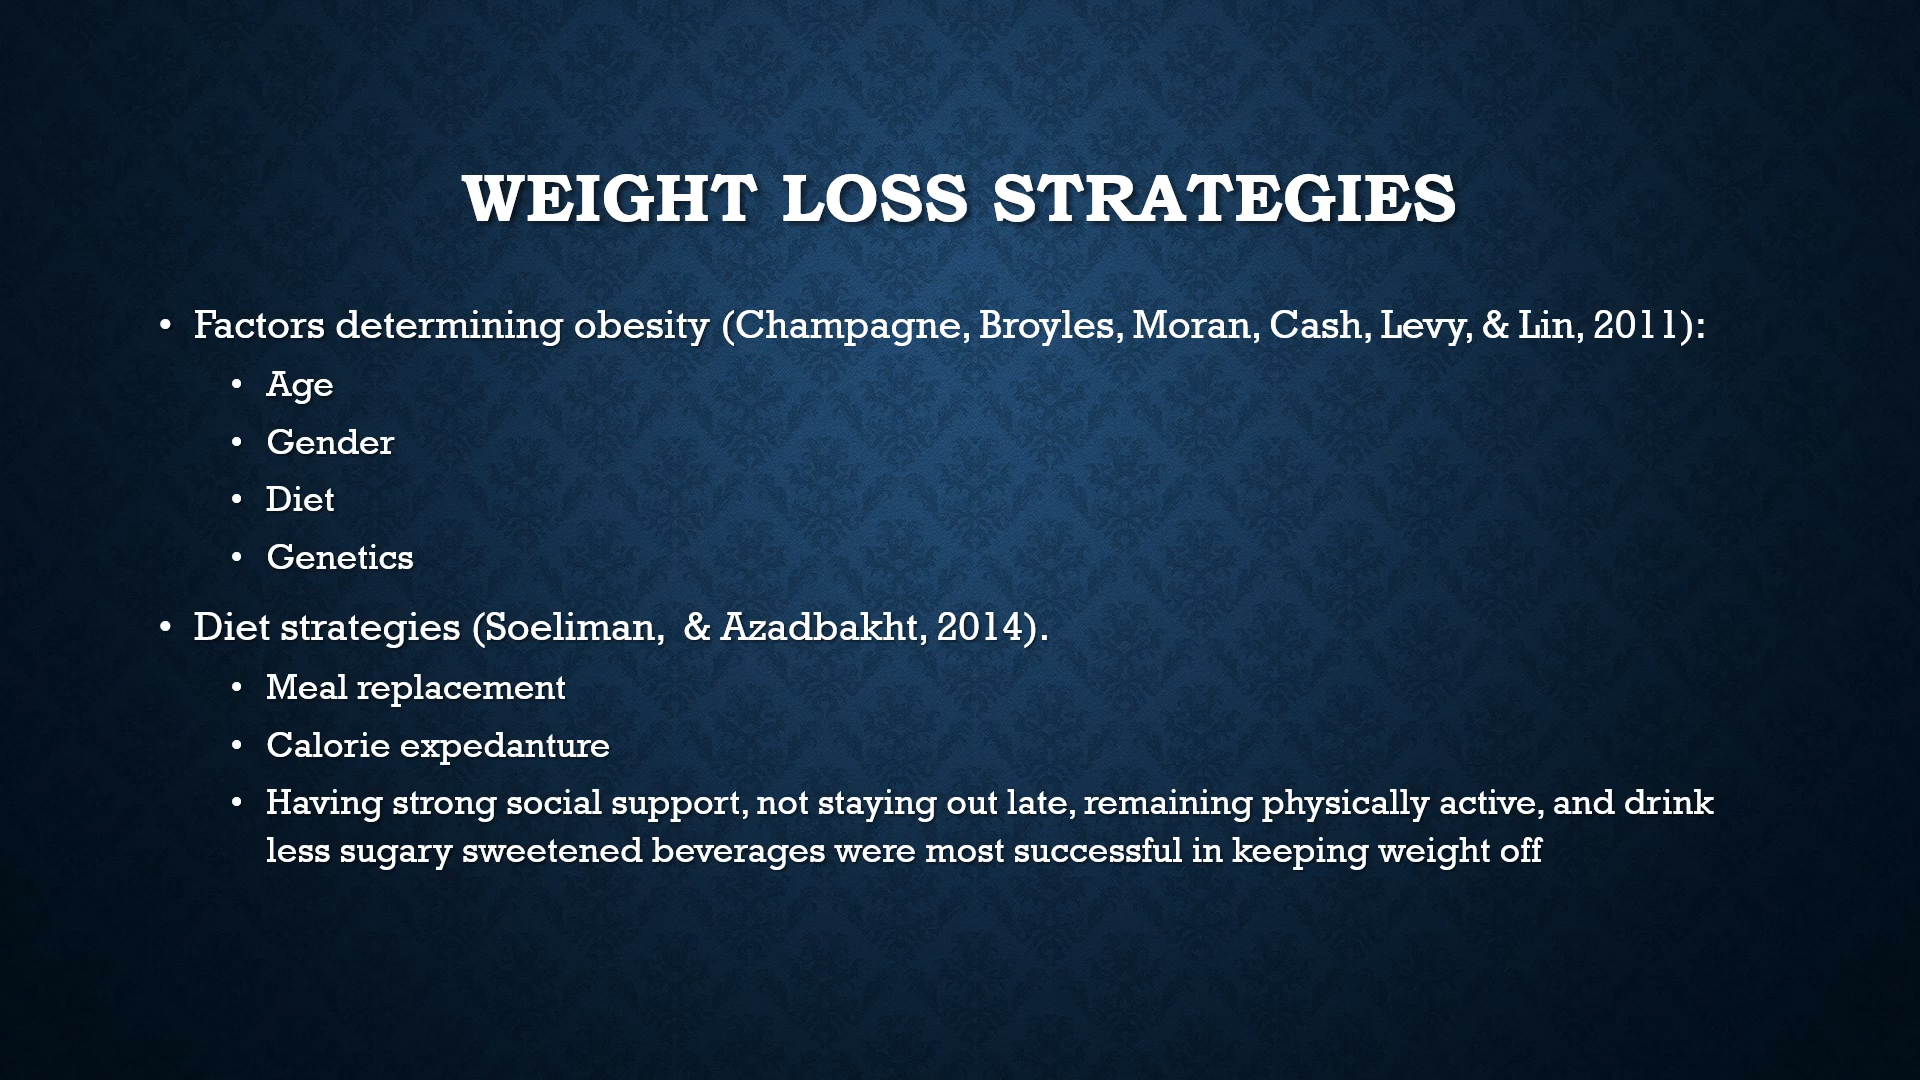 WEIGHT LOSS STRATEGIES
• Factors determining obesity (Champagne, Broyles, Moran, Cash, Levy, & Lin, 2011):
• Age
• Gender
• Diet
• Genetics
• Diet strategies (Soeliman,  & Azadbakht, 2014).
• Meal replacement
• Calorie expedanture
• Having strong social support, not staying out late, remaining physically active, and drink
less sugary sweetened beverages were most successful in keeping weight off